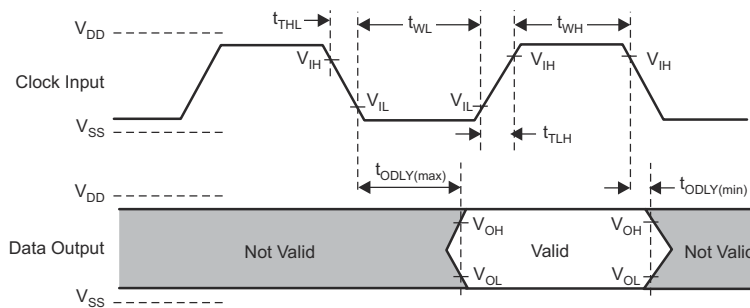 V_DD
t_THL
t_WL
t_WH
V_IH
V_IH
V_IH
Clock Input
V_IL
V_IL
V_SS
t_TLH
t_ODLY(max)
t_ODLY(min)
V_DD
V_OH
V_OH
Data Output
Not Valid
Valid
Not Valid
V_OL
V_OL
V_SS